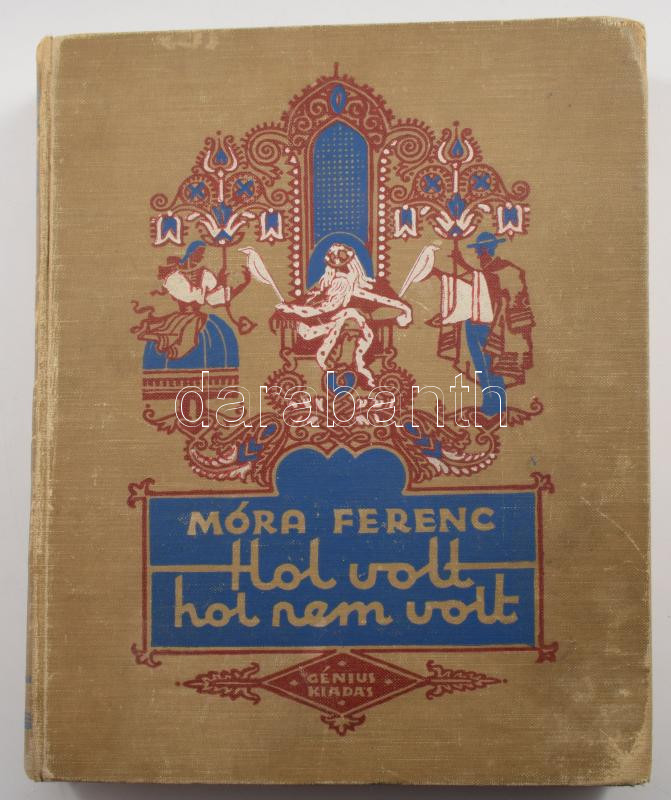 darabanth
MÓRA FERENC
Hol volt
hol nem volt
GÉNIUS
KIADÁS